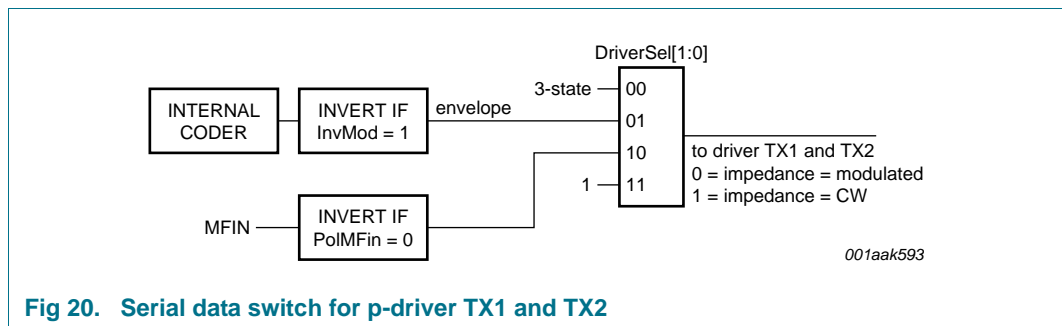 DriverSel[1:0]
3-state
00
INTERNAL
CODER
INVERT IF
InvMod = 1
envelope
01
10
1
11
to driver TX1 and TX2
0 = impedance = modulated
1 = impedance = CW
MFIN
INVERT IF
PolMFin = 0
001aak593
Fig 20. Serial data switch for p-driver TX1 and TX2